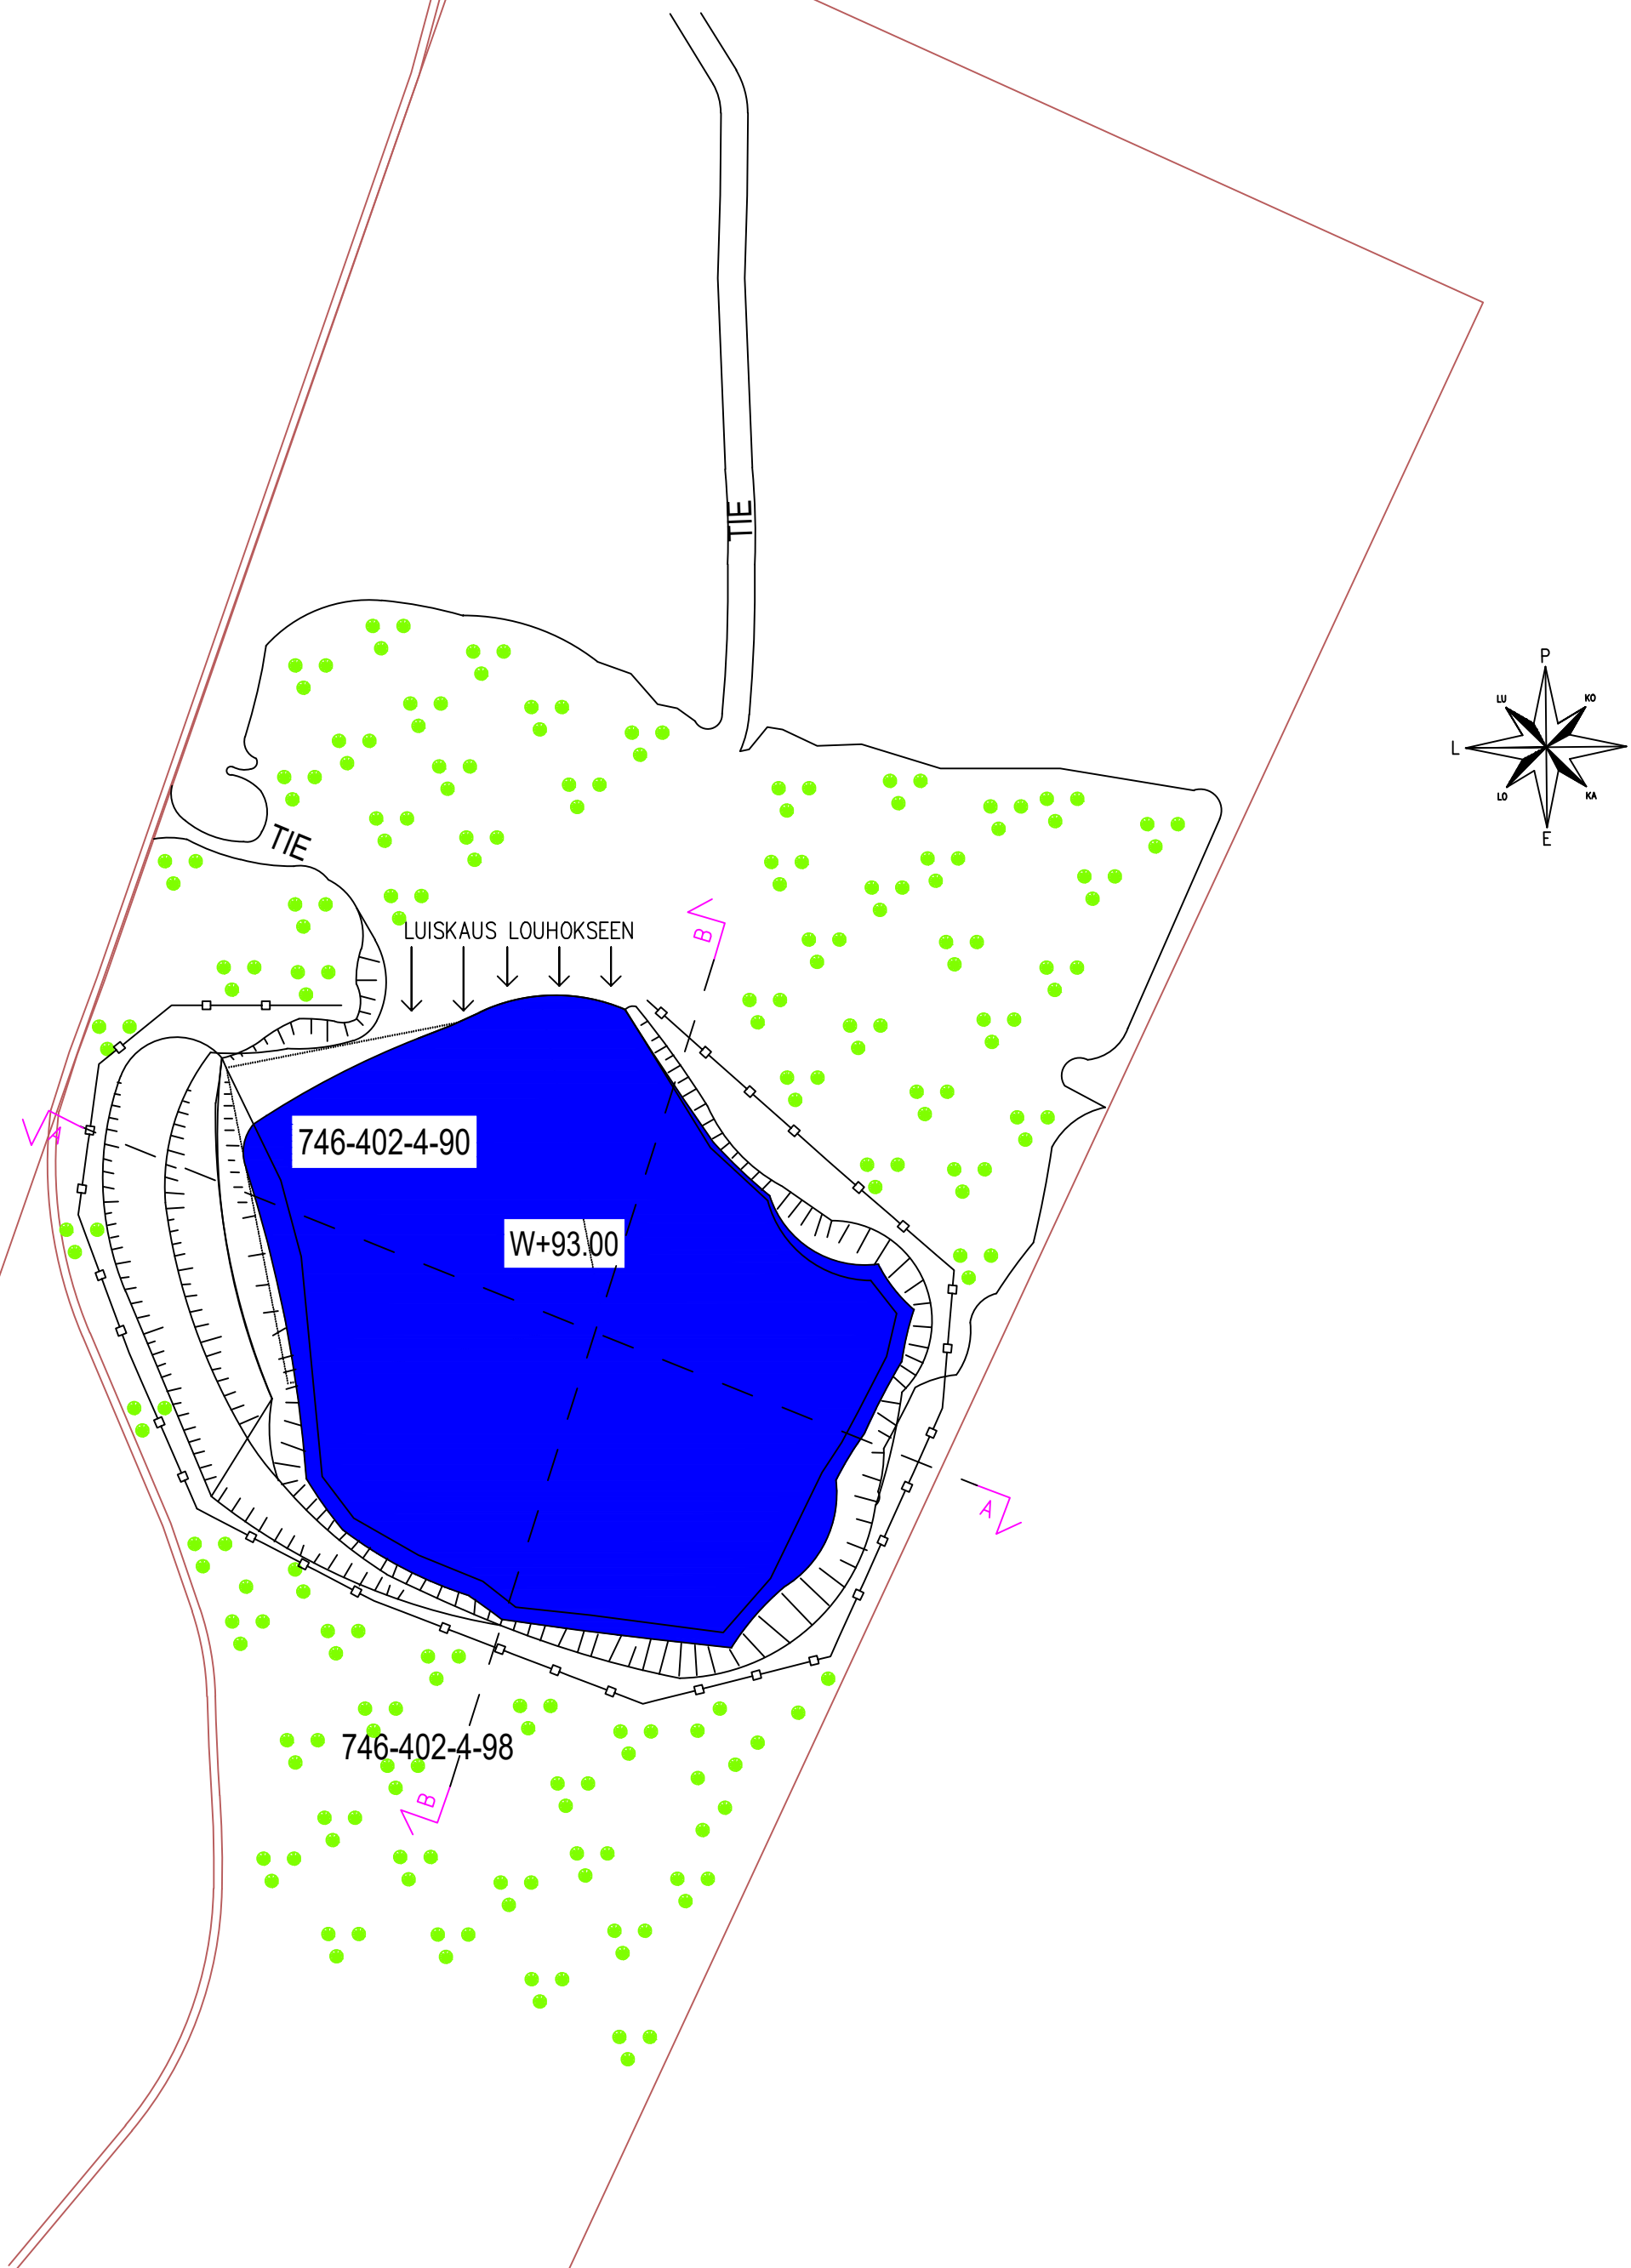 TIE
P
LU
KO
L
LO
KA
E
TIE
LUISKAUS LOUHOKSEEN
B
A
746-402-4-90
W+93.00
A
746-402-4-98
B